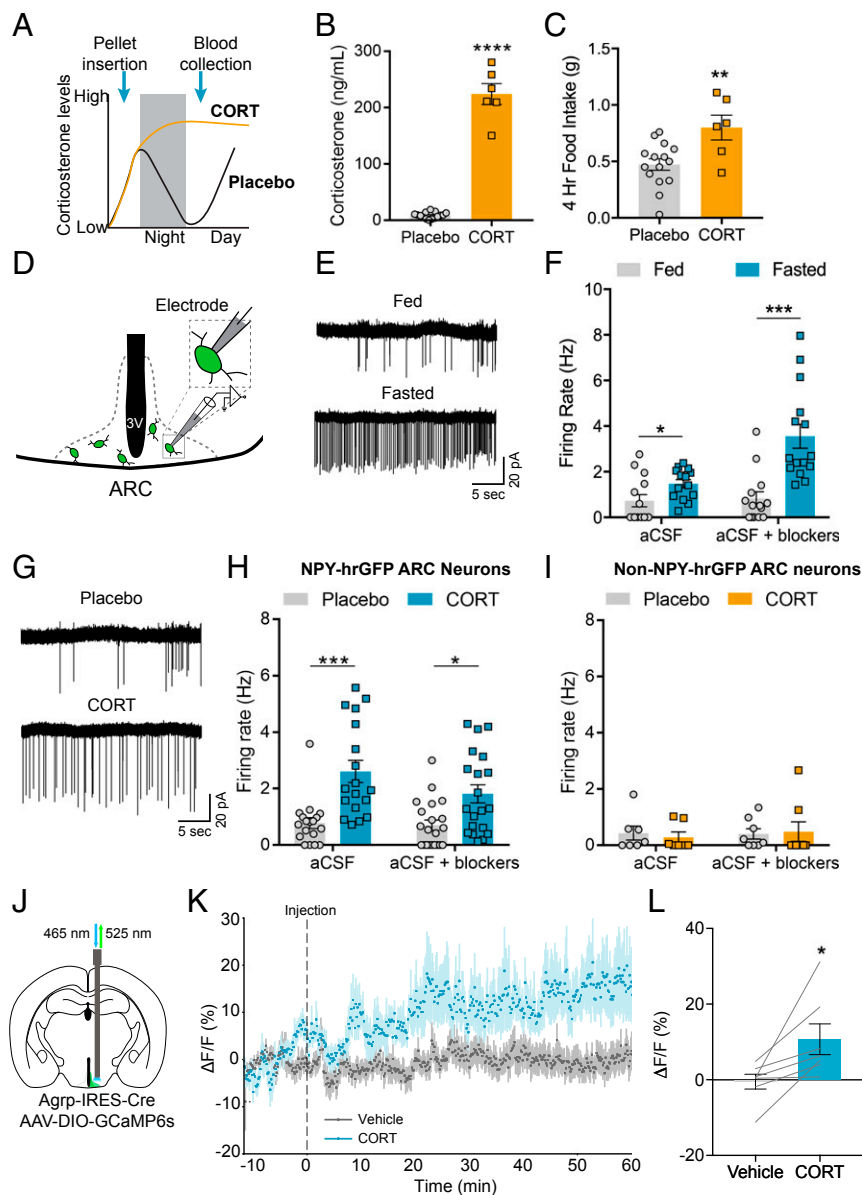 A
Pellet insertion
Blood collection
High
CORT
Placebo
Low
Night
Day
Corticosterone levels
B
****
Corticosterone (ng/mL)
300
200
100
0
Placebo
CORT
C
**
4 Hr Food Intake (g)
1.5
1.0
0.5
0.0
Placebo
CORT
D
Electrode
3V
ARC
E
Fed
Fasted
5 sec
20 pA
F
Fed
Fasted
***
*
Firing Rate (Hz)
10
8
6
4
2
0
aCSF
aCSF + blockers
G
Placebo
CORT
5 sec
20 pA
H
NPY-hrGFP ARC Neurons
Placebo
CORT
***
*
Firing rate (Hz)
8
6
4
2
0
aCSF
aCSF + blockers
I
Non-NPY-hrGFP ARC neurons
Placebo
CORT
Firing rate (Hz)
8
6
4
2
0
aCSF
aCSF + blockers
J
465 nm
525 nm
Agrp-IRES-Cre
AAV-DIO-GCaMP6s
K
Injection
ΔF/F (%)
30
20
10
0
-10
-20
Vehicle
CORT
-10
0
10
20
30
40
50
60
Time (min)
L
*
ΔF/F (%)
40
20
0
-20
Vehicle
CORT